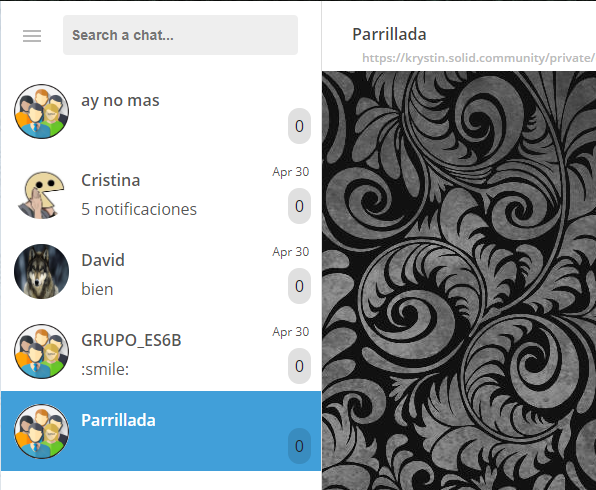 Search a chat...
Parrillada
https://krystin.solid.community/private/
ay no mas
0
Cristina
Apr 30
5 notificaciones
0
David
Apr 30
bien
0
GRUPO_ES6B
Apr 30
:smile:
0
Parrillada
0